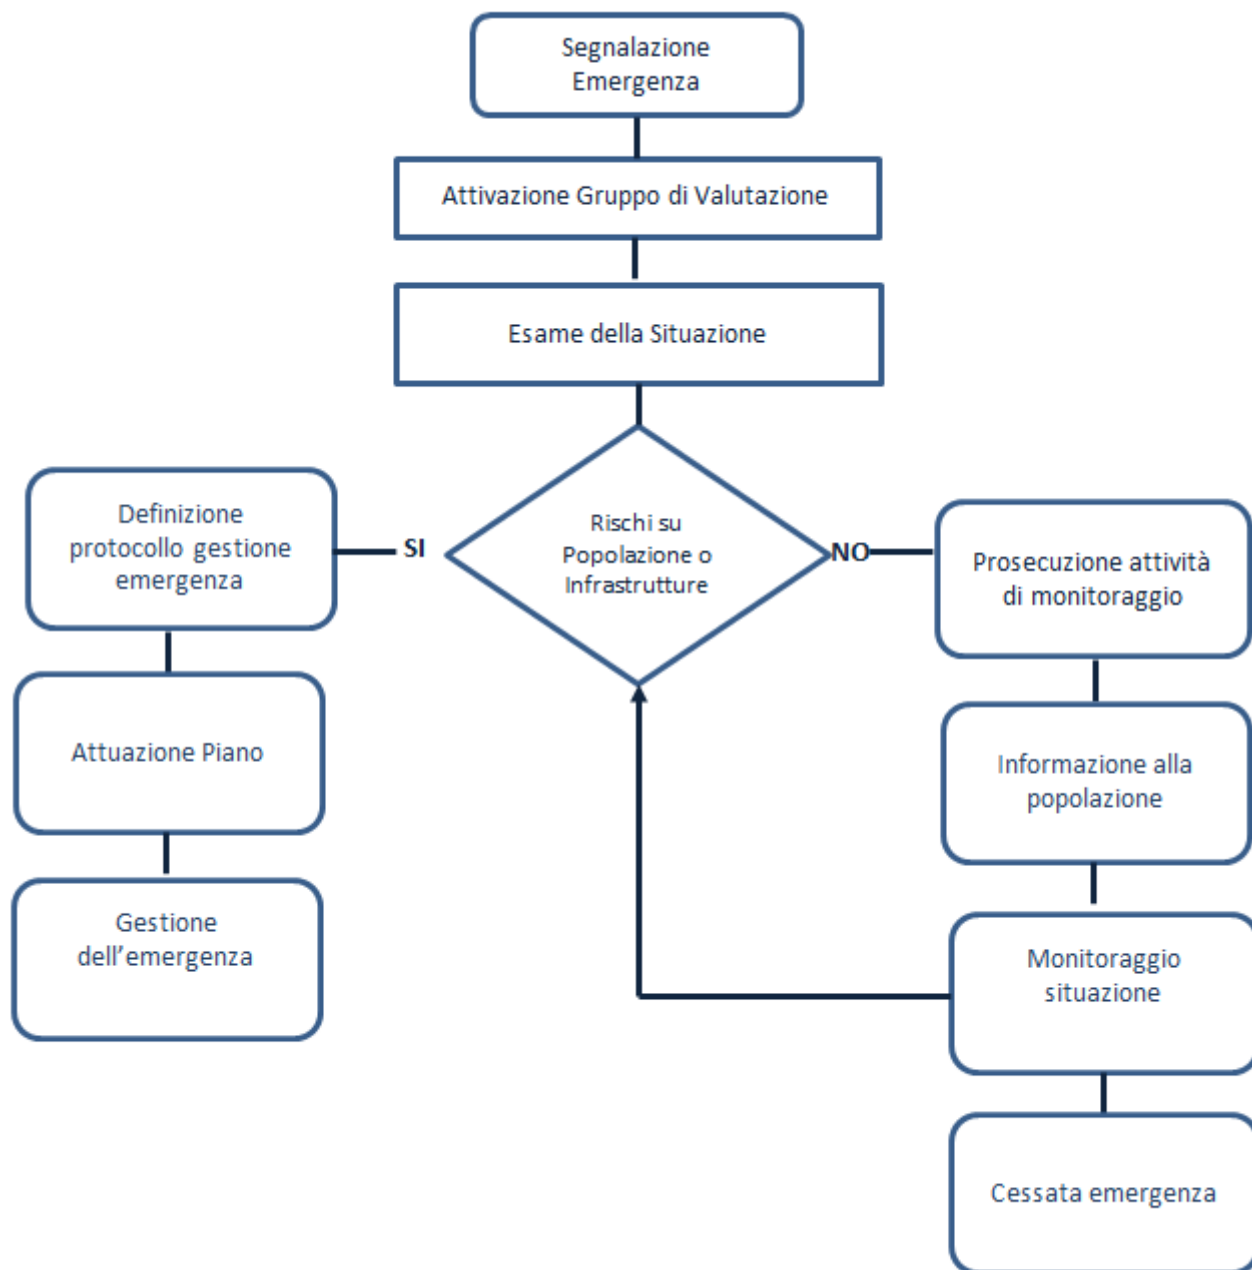 Segnalazione
Emergenza
Attivazione Gruppo di Valutazione
Esame della Situazione
Rischi su
Popolazione o
Infrastrutture
SI
Definizione
protocollo gestione
emergenza
Attuazione Piano
Gestione
dell’emergenza
NO
Prosecuzione attività
di monitoraggio
Informazione alla
popolazione
Monitoraggio
situazione
Cessata emergenza